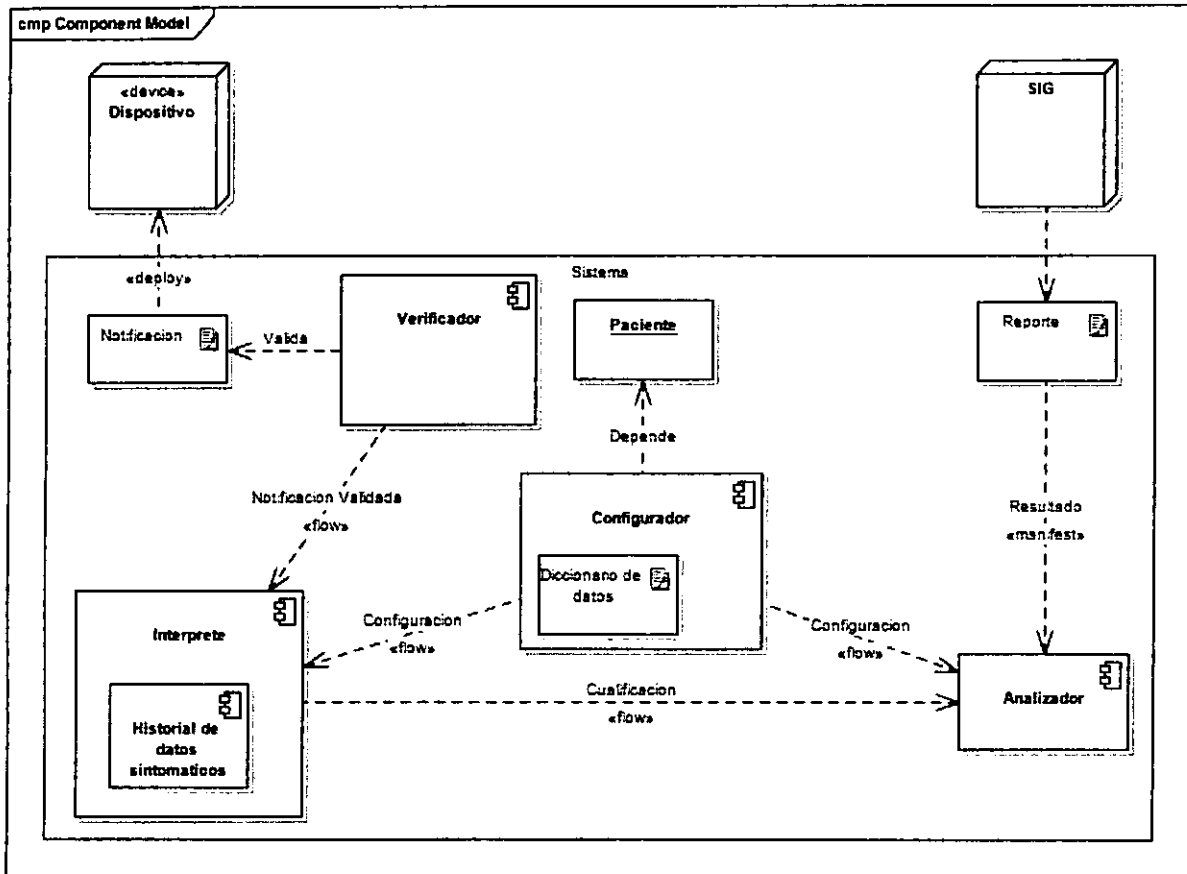 cmp Component Model
«device»
Dispositivo
SIG
«deploy»
Sistema
Notificacion
Valida
Verificador
Paciente
Reporte
Depende
Notificacion Validada
«flow»
Configurador
Resultado
«manifest»
Diccionario de
datos
Interprete
Configuracion
«flow»
Configuracion
«flow»
Historial de
datos
sintomaticos
Cualificacion
«flow»
Analizador